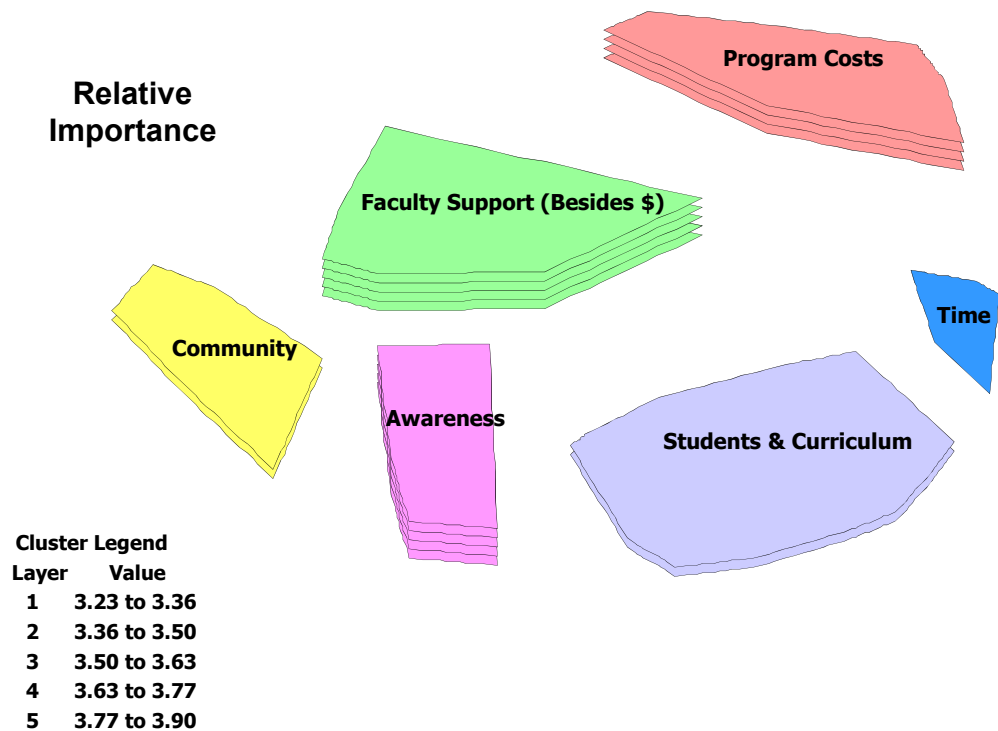 Program Costs
Relative
Importance
Faculty Support (Besides $)
Time
Community
Awareness
Students & Curriculum
Cluster Legend
Layer Value
1 3.23 to 3.36
2 3.36 to 3.50
3 3.50 to 3.63
4 3.63 to 3.77
5 3.77 to 3.90